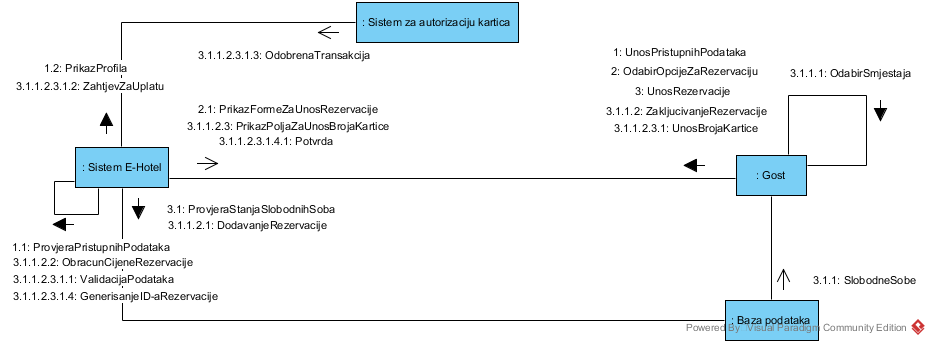 : Sistem za autorizaciju kartica
3.1.1.2.3.1.3: OdobrenaTransakcija
1.2: PrikazProfila
3.1.1.2.3.1.2: ZahtjevZaUplatu
1: UnosPristupnihPodataka
2: OdabirOpcijeZaRezervaciju
3: UnosRezervacije
3.1.1.2: ZakljucivanjeRezervacije
3.1.1.2.3.1: UnosBrojaKartice
3.1.1.1: OdabirSmjestaja
2.1: PrikazFormeZaUnosRezervacije
3.1.1.2.3: PrikazPoljaZaUnosBrojaKartice
3.1.1.2.3.1.4.1: Potvrda
: Sistem E-Hotel
: Gost
3.1: ProvjeraStanjaSlobodnihSoba
3.1.1.2.1: DodavanjeRezervacije
1.1: ProvjeraPristupnihPodataka
3.1.1.2.2: ObracunCijeneRezervacije
3.1.1.2.3.1.1: ValidacijaPodataka
3.1.1.2.3.1.4: GenerisanjeID-aRezervacije
3.1.1: SlobodneSobe
: Baza podataka
Powered By Visual Paradigm Community Edition